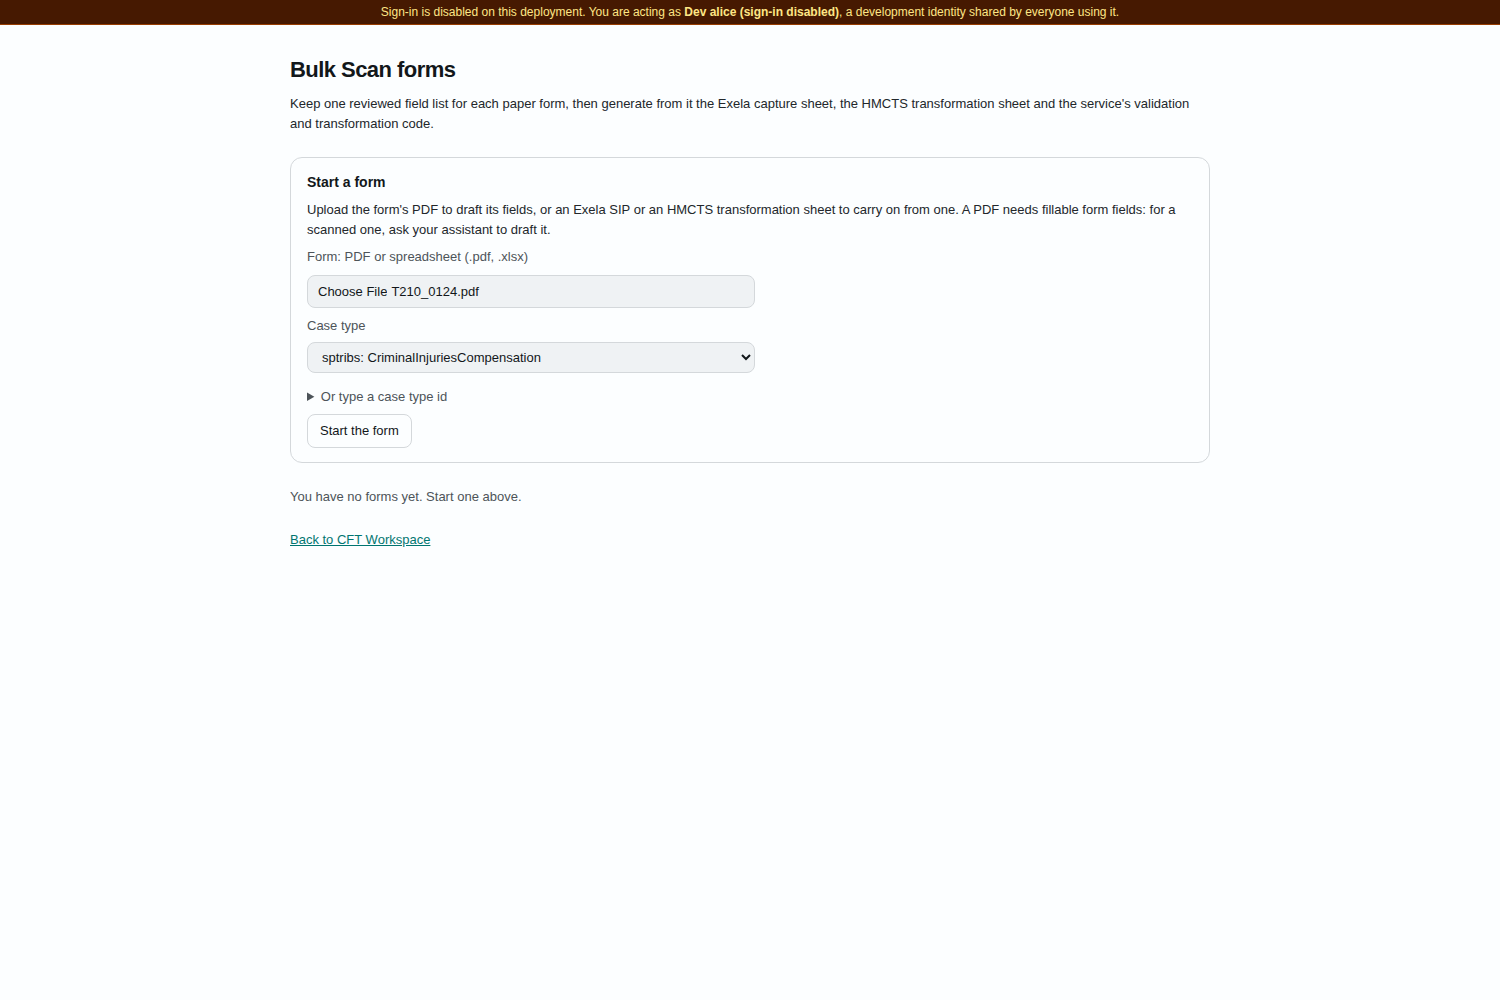 Sign-in is disabled on this deployment. You are acting as Dev alice (sign-in disabled), a development identity shared by everyone using it.
Bulk Scan forms
Keep one reviewed field list for each paper form, then generate from it the Exela capture sheet, the HMCTS transformation sheet and the service's validation
and transformation code.
Start a form
Upload the form's PDF to draft its fields, or an Exela SIP or an HMCTS transformation sheet to carry on from one. A PDF needs fillable form fields: for a
scanned one, ask your assistant to draft it.
Form: PDF or spreadsheet (.pdf, .xlsx)
Choose File T210_0124.pdf
Case type
sptribs: CriminalInjuriesCompensation
Or type a case type id
Start the form
You have no forms yet. Start one above.
Back to CFT Workspace